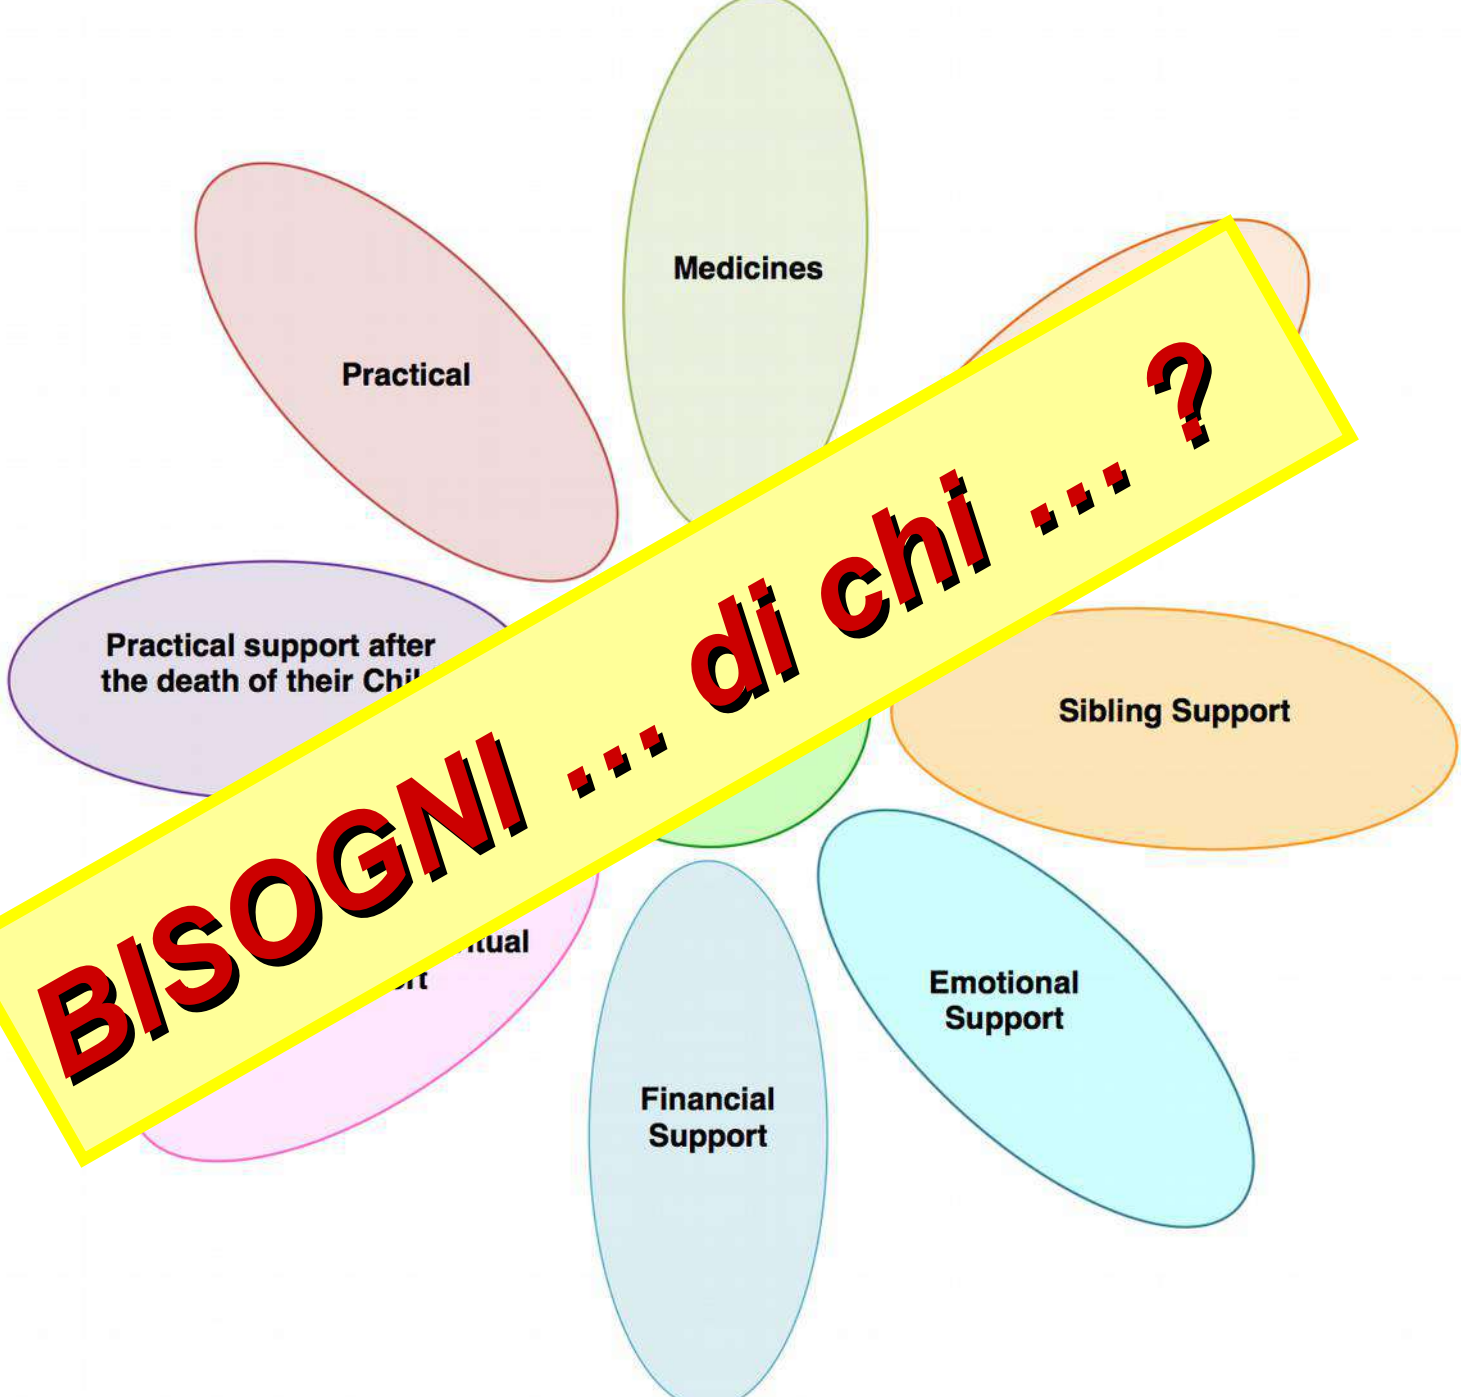 Medicines
Practical
BISOGNI ... di chi ... ?
Practical support after
the death of their
Sibling Support
Emotional
Support
Financial
Support